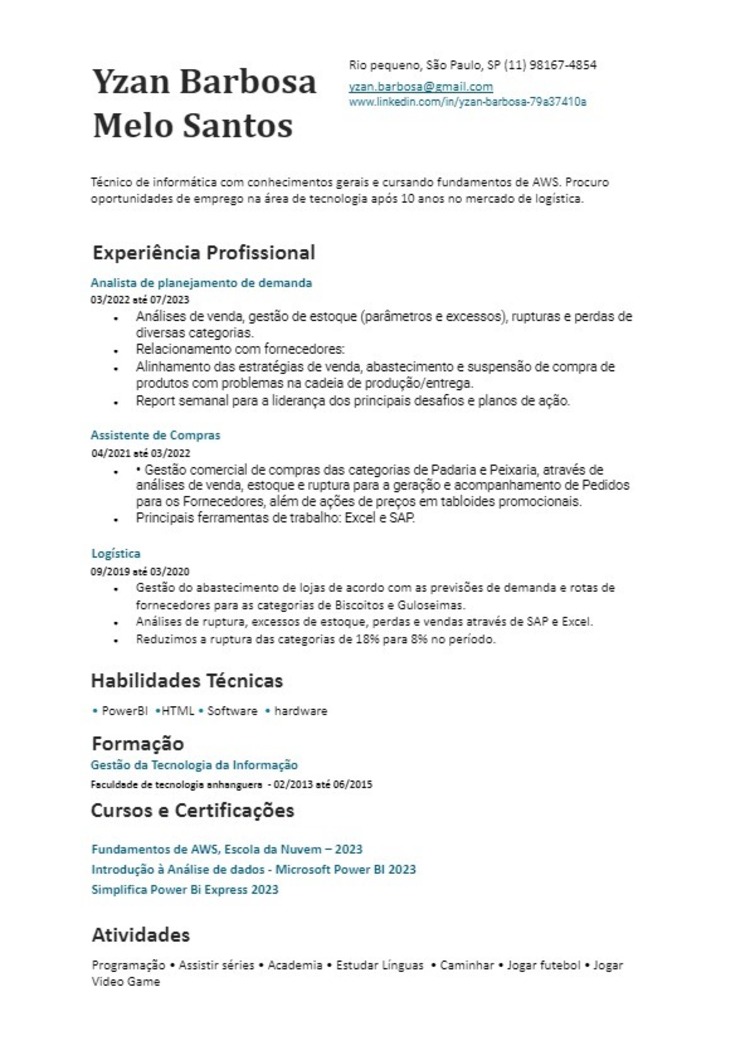 Yzan Barbosa
Melo Santos
Rio pequeno, São Paulo, SP (11) 98167-4854
yzan.barbosa@gmail.com
www.linkedin.com/in/yzan-barbosa-79a37410a
Técnico de informática com conhecimentos gerais e cursando fundamentos de AWS. Procuro
oportunidades de emprego na área de tecnologia após 10 anos no mercado de logística.
Experiência Profissional
Analista de planejamento de demanda
03/2022 até 07/2023
• Análises de venda, gestão de estoque (parâmetros e excessos), rupturas e perdas de
diversas categorias.
• Relacionamento com fornecedores:
• Alinhamento das estratégias de venda, abastecimento e suspensão de compra de
produtos com problemas na cadeia de produção/entrega.
• Report semanal para a liderança dos principais desafios e planos de ação.
Assistente de Compras
04/2021 até 03/2022
• • Gestão comercial de compras das categorias de Padaria e Peixaria, através de
análises de venda, estoque e ruptura para a geração e acompanhamento de Pedidos
para os Fornecedores, além de ações de preços em tabloides promocionais.
• Principais ferramentas de trabalho: Excel e SAP.
Logística
09/2019 até 03/2020
• Gestão do abastecimento de lojas de acordo com as previsões de demanda e rotas de
fornecedores para as categorias de Biscoitos e Guloseimas.
• Análises de ruptura, excessos de estoque, perdas e vendas através de SAP e Excel.
• Reduzimos a ruptura das categorias de 18% para 8% no período.
Habilidades Técnicas
• PowerBI •HTML • Software • hardware
Formação
Gestão da Tecnologia da Informação
Faculdade de tecnologia anhanguera - 02/2013 até 06/2015
Cursos e Certificações
Fundamentos de AWS, Escola da Nuvem – 2023
Introdução à Análise de dados - Microsoft Power BI 2023
Simplifica Power Bi Express 2023
Atividades
Programação • Assistir séries • Academia • Estudar Línguas • Caminhar • Jogar futebol • Jogar
Video Game